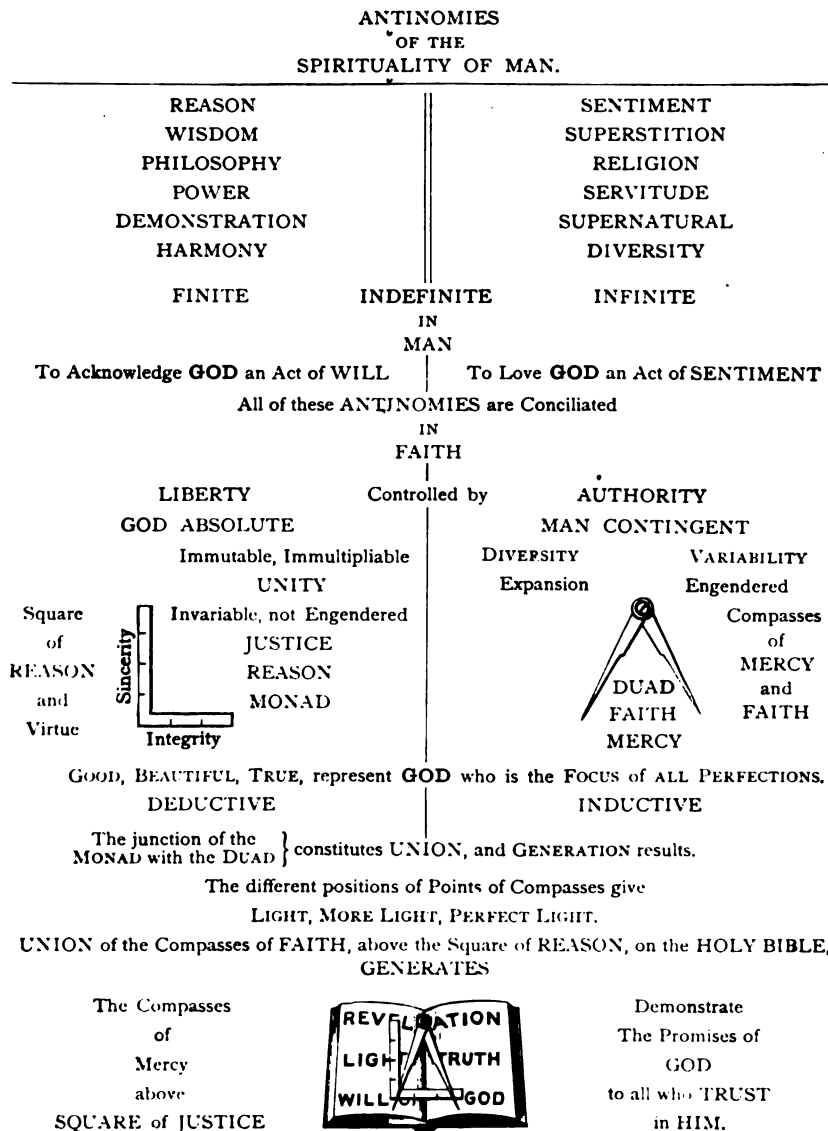 ANTINOMIES
OF THE
SPIRITUALITY OF MAN.
REASON SENTIMENT
WISDOM SUPERSTITION
PHILOSOPHY RELIGION
POWER SERVITUDE
DEMONSTRATION SUPERNATURAL
HARMONY DIVERSITY
FINITE INDEFINITE INFINITE
IN
MAN
To Acknowledge GOD an Act of WILL To Love GOD an Act of SENTIMENT
All of these ANTINOMIES are Conciliated
IN
FAITH
LIBERTY Controlled by AUTHORITY
GOD ABSOLUTE MAN CONTINGENT
Immutable, Immultipliable DIVERSITY VARIABILITY
UNITY Expansion Engendered
Square Invariable, not Engendered Compasses
of JUSTICE of
REASON Sincerity REASON DUAD MERCY
and MONAD FAITH and
Virtue Integrity MERCY FAITH
GOOD, BEAUTIFUL, TRUE, represent GOD who is the FOCUS of ALL PERFECTIONS.
DEDUCTIVE INDUCTIVE
The junction of the
MONAD with the DUAD } constitutes UNION, and GENERATION results.
The different positions of Points of Compasses give
LIGHT, MORE LIGHT, PERFECT LIGHT.
UNION of the Compasses of FAITH, above the Square of REASON, on the HOLY BIBLE,
GENERATES
The Compasses REVELATION Demonstrate
of The Promises of
Mercy LIGHT TRUTH GOD
above WILL OF GOD to all who TRUST
SQUARE of JUSTICE in HIM.